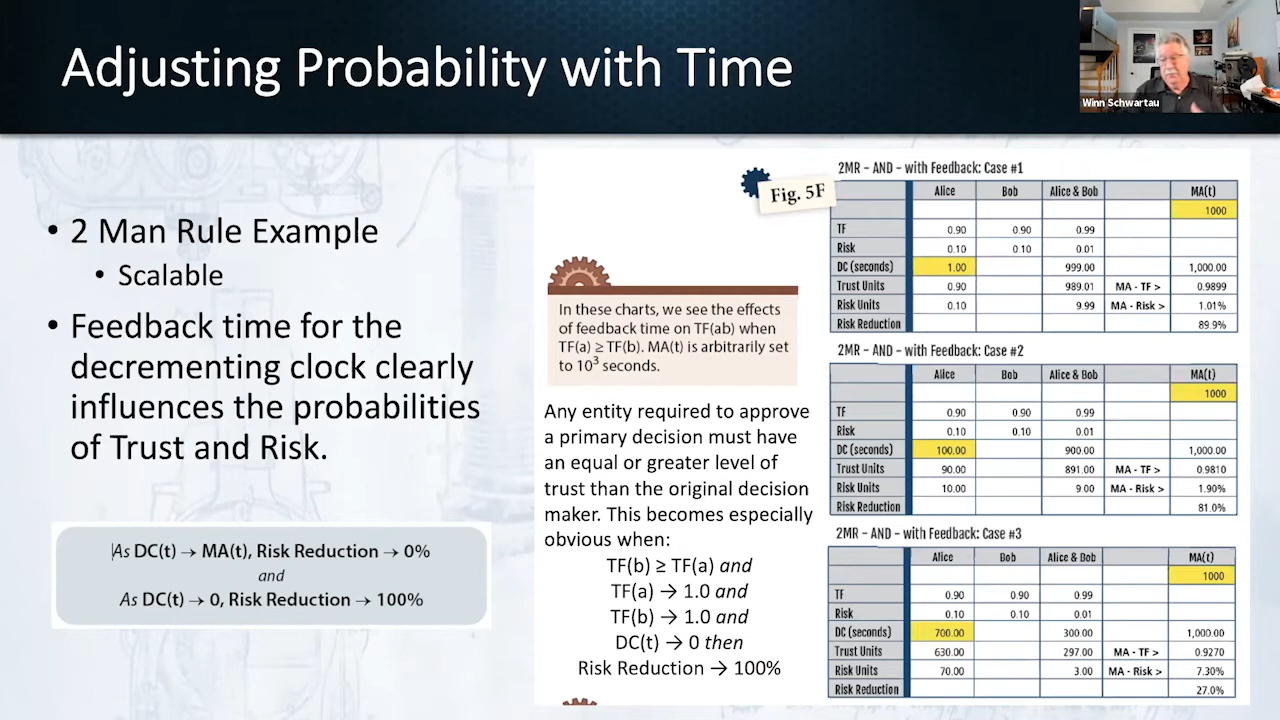 Adjusting Probability with Time
Winn Schwartau
• 2 Man Rule Example
• Scalable
• Feedback time for the
decrementing clock clearly
influences the probabilities
of Trust and Risk.
As DC(t) → MA(t), Risk Reduction → 0%
and
As DC(t) → 0, Risk Reduction → 100%
Fig. 5F
In these charts, we see the effects
of feedback time on TF(ab) when
TF(a) ≥ TF(b). MA(t) is arbitrarily set
to 10³ seconds.
Any entity required to approve
a primary decision must have
an equal or greater level of
trust than the original decision
maker. This becomes especially
obvious when:
TF(b) ≥ TF(a) and
TF(a) → 1.0 and
TF(b) → 1.0 and
DC(t) → 0 then
Risk Reduction → 100%
2MR – AND – with Feedback: Case #1
Alice Bob Alice & Bob MA(t)
1000
TF 0.90 0.90 0.99
Risk 0.10 0.10 0.01
DC (seconds) 1.00 999.00 1,000.00
Trust Units 0.90 989.01 MA - TF > 0.9899
Risk Units 0.10 9.99 MA - Risk > 1.01%
Risk Reduction 89.9%
2MR – AND – with Feedback: Case #2
Alice Bob Alice & Bob MA(t)
1000
TF 0.90 0.90 0.99
Risk 0.10 0.10 0.01
DC (seconds) 100.00 900.00 1,000.00
Trust Units 90.00 891.00 MA - TF > 0.9810
Risk Units 10.00 9.00 MA - Risk > 1.90%
Risk Reduction 81.0%
2MR – AND – with Feedback: Case #3
Alice Bob Alice & Bob MA(t)
1000
TF 0.90 0.90 0.99
Risk 0.10 0.10 0.01
DC (seconds) 700.00 300.00 1,000.00
Trust Units 630.00 297.00 MA - TF > 0.9270
Risk Units 70.00 3.00 MA - Risk > 7.30%
Risk Reduction 27.0%